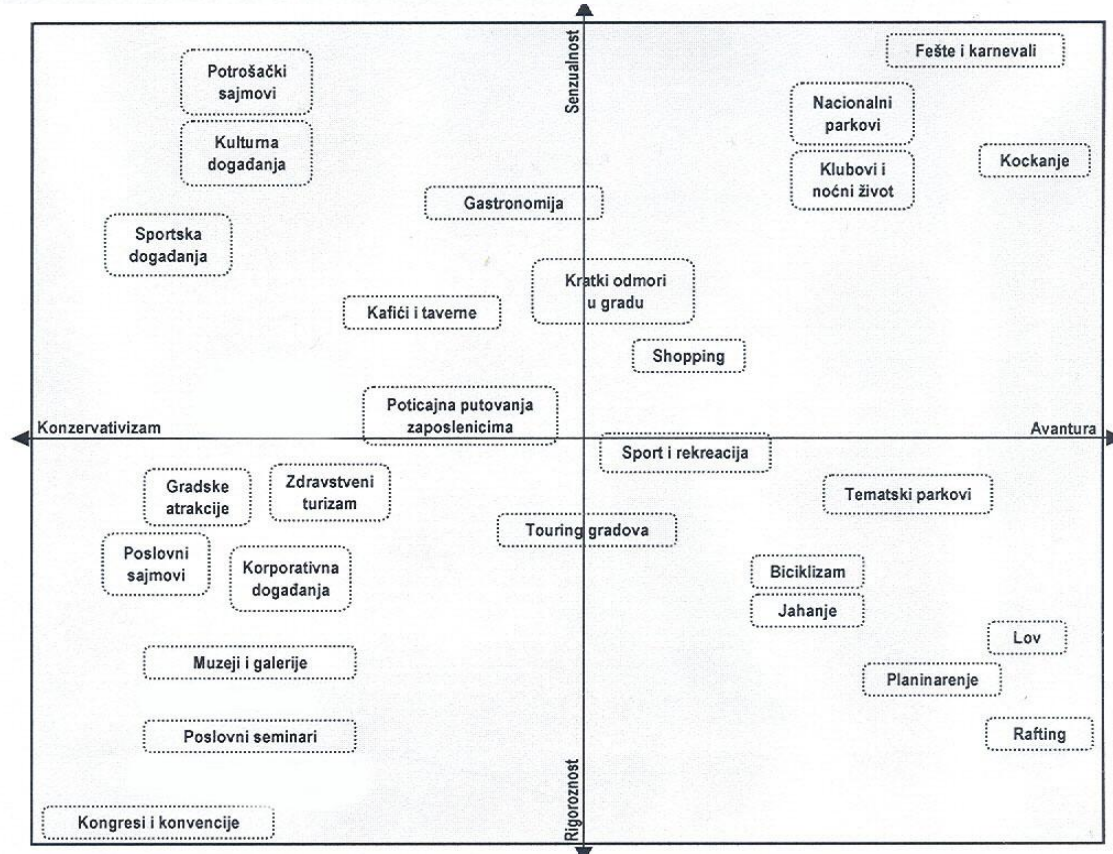 Senzualnost
Fešte i karnevali
Potrošački
sajmovi
Nacionalni
parkovi
Kulturna
događanja
Kockanje
Klubovi i
noćni život
Gastronomija
Sportska
događanja
Kratki odmori
u gradu
Kafići i taverne
Shopping
Poticajna putovanja
zaposlenicima
Konzervativizam
Avantura
Sport i rekreacija
Gradske
atrakcije
Zdravstveni
turizam
Tematski parkovi
Touring gradova
Poslovni
sajmovi
Korporativna
događanja
Biciklizam
Jahanje
Lov
Muzeji i galerije
Planinarenje
Poslovni seminari
Rafting
Rigoroznost
Kongresi i konvencije